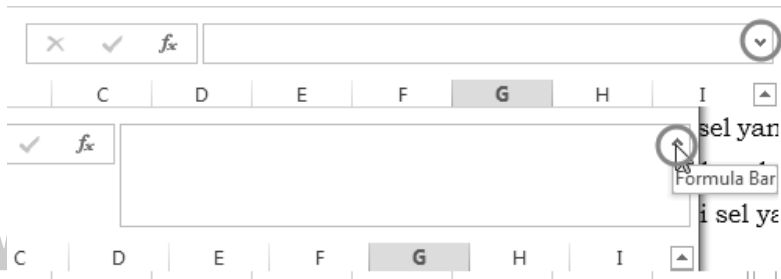 fx
C D E F G H I
sel yan
fx
Formula Bar
i sel ya
C D E F G H I